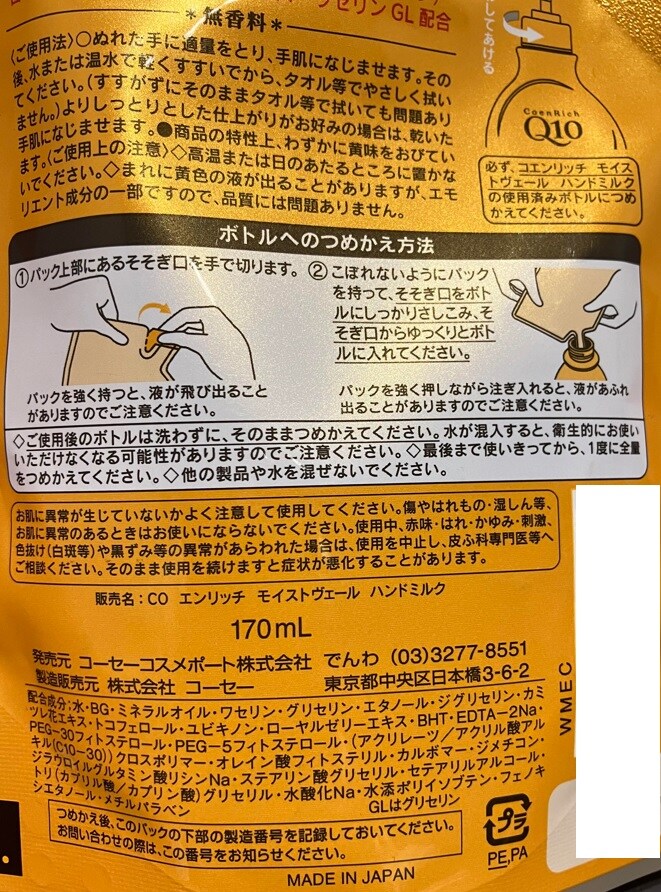 セリン GL 配合
＊無香料＊
〈ご使用法〉○ぬれた手に適量をとり、手肌になじませます。その
後、水または温水で軽くすすいでから、タオル等でやさしく拭い
てください。(すすがずにそのままタオル等で拭いても問題あり
ません。)よりしっとりとした仕上がりがお好みの場合は、乾いた
手肌になじませます。●商品の特性上、わずかに黄味をおびてい
ます。〈ご使用上の注意〉◇高温または日のあたるところに置かな
いでください。◇まれに黄色の液が出ることがありますが、エモ
リエント成分の一部ですので、品質には問題ありません。
してあける
CoenRich
Q10
必ず、コエンリッチ モイス
トヴェール ハンドミルク
の使用済みボトルにつめ
かえてください。
ボトルへのつめかえ方法
①パック上部にあるそそぎ口を手で切ります。
パックを強く持つと、液が飛び出ること
がありますのでご注意ください。
②こぼれないようにパック
を持って、そそぎ口をボト
ルにしっかりさしこみ、そ
そぎ口からゆっくりとボト
ルに入れてください。
パックを強く押しながら注ぎ入れると、液があふれ
出ることがありますのでご注意ください。
◇ご使用後のボトルは洗わずに、そのままつめかえてください。水が混入すると、衛生的にお使い
いただけなくなる可能性がありますのでご注意ください。◇最後まで使いきってから、1度に全量
をつめかえてください。◇他の製品や水を混ぜないでください。
お肌に異常が生じていないかよく注意して使用してください。傷やはれもの・湿しん等、
お肌に異常のあるときはお使いにならないでください。使用中、赤味・はれ・かゆみ・刺激、
色抜け(白斑等)や黒ずみ等の異常があらわれた場合は、使用を中止し、皮ふ科専門医等へ
ご相談ください。そのまま使用を続けますと症状が悪化することがあります。
販売名：CO エンリッチ モイストヴェール ハンドミルク
170mL
発売元 コーセーコスメポート株式会社 でんわ (03)3277-8551
製造販売元 株式会社 コーセー 東京都中央区日本橋3-6-2
配合成分：水・BG・ミネラルオイル・ワセリン・グリセリン・エタノール・ジグリセリン・カミ
ツレ花エキス・トコフェロール・ユビキノン・ローヤルゼリーエキス・BHT・EDTA-2Na・
PEG-30フィトステロール・PEG-5フィトステロール・(アクリレーツ/アクリル酸アル
キル(C10-30))クロスポリマー・オレイン酸フィトステリル・カルボマー・ジメチコン・
ジラウロイルグルタミン酸リシンNa・ステアリン酸グリセリル・セテアリルアルコール・
トリ(カプリル酸/カプリン酸)グリセリル・水酸化Na・水添ポリイソブテン・フェノキ
シエタノール・メチルパラベン GLはグリセリン
WMEC
つめかえ後、このパックの下部の製造番号を記録しておいてください。
お問い合わせの際は、この番号をお知らせください。
プラ
PE,PA
MADE IN JAPAN